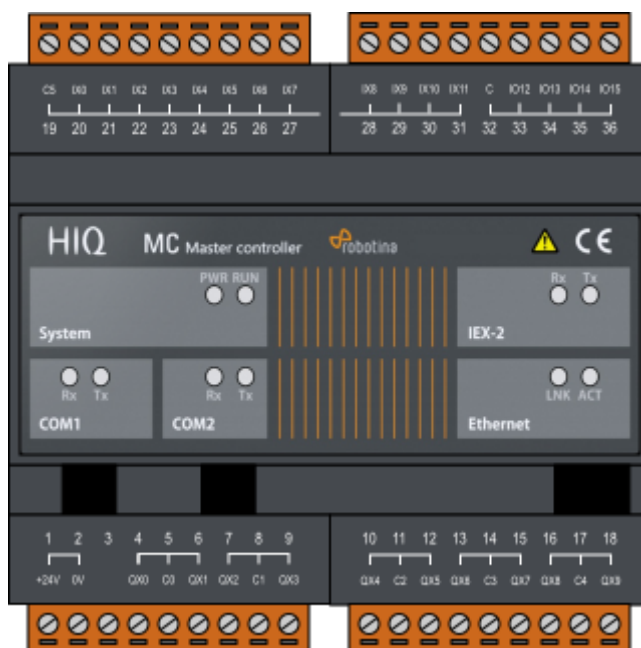 C5 IX0 IX1 IX2 IX3 IX4 IX5 IX6 IX7 IX8 IX9 IX10 IX11 C IO12 IO13 IO14 IO15
19 20 21 22 23 24 25 26 27 28 29 30 31 32 33 34 35 36
HIQ MC Master controller robotina CE
PWR RUN Rx Tx
System IEX-2
Rx Tx Rx Tx LNK ACT
COM1 COM2 Ethernet
1 2 3 4 5 6 7 8 9 10 11 12 13 14 15 16 17 18
+24V 0V QX0 C0 QX1 QX2 C1 QX3 QX4 C2 QX5 QX6 C3 QX7 QX8 C4 QX9